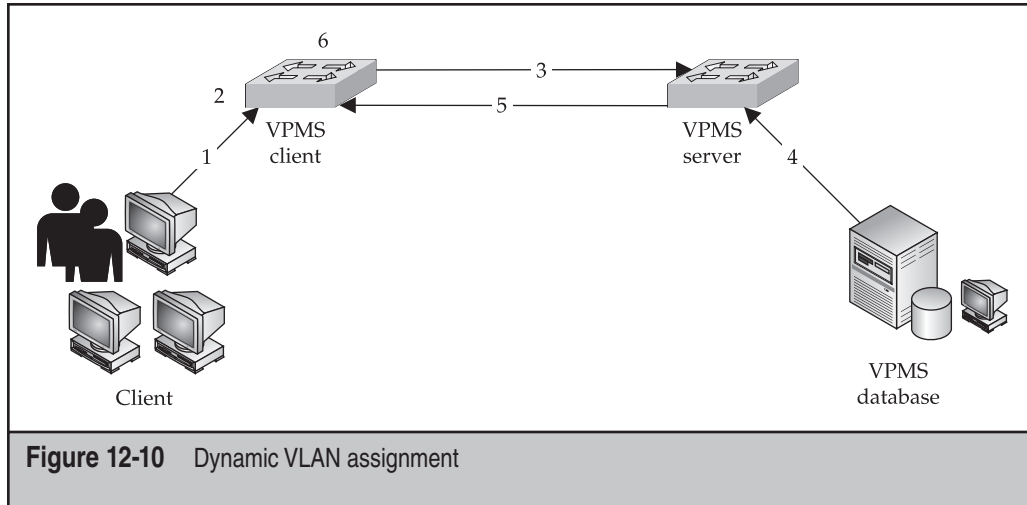 6
3
2
5
VPMS
client
VPMS
server
1
4
Client
VPMS
database
Figure 12-10 Dynamic VLAN assignment